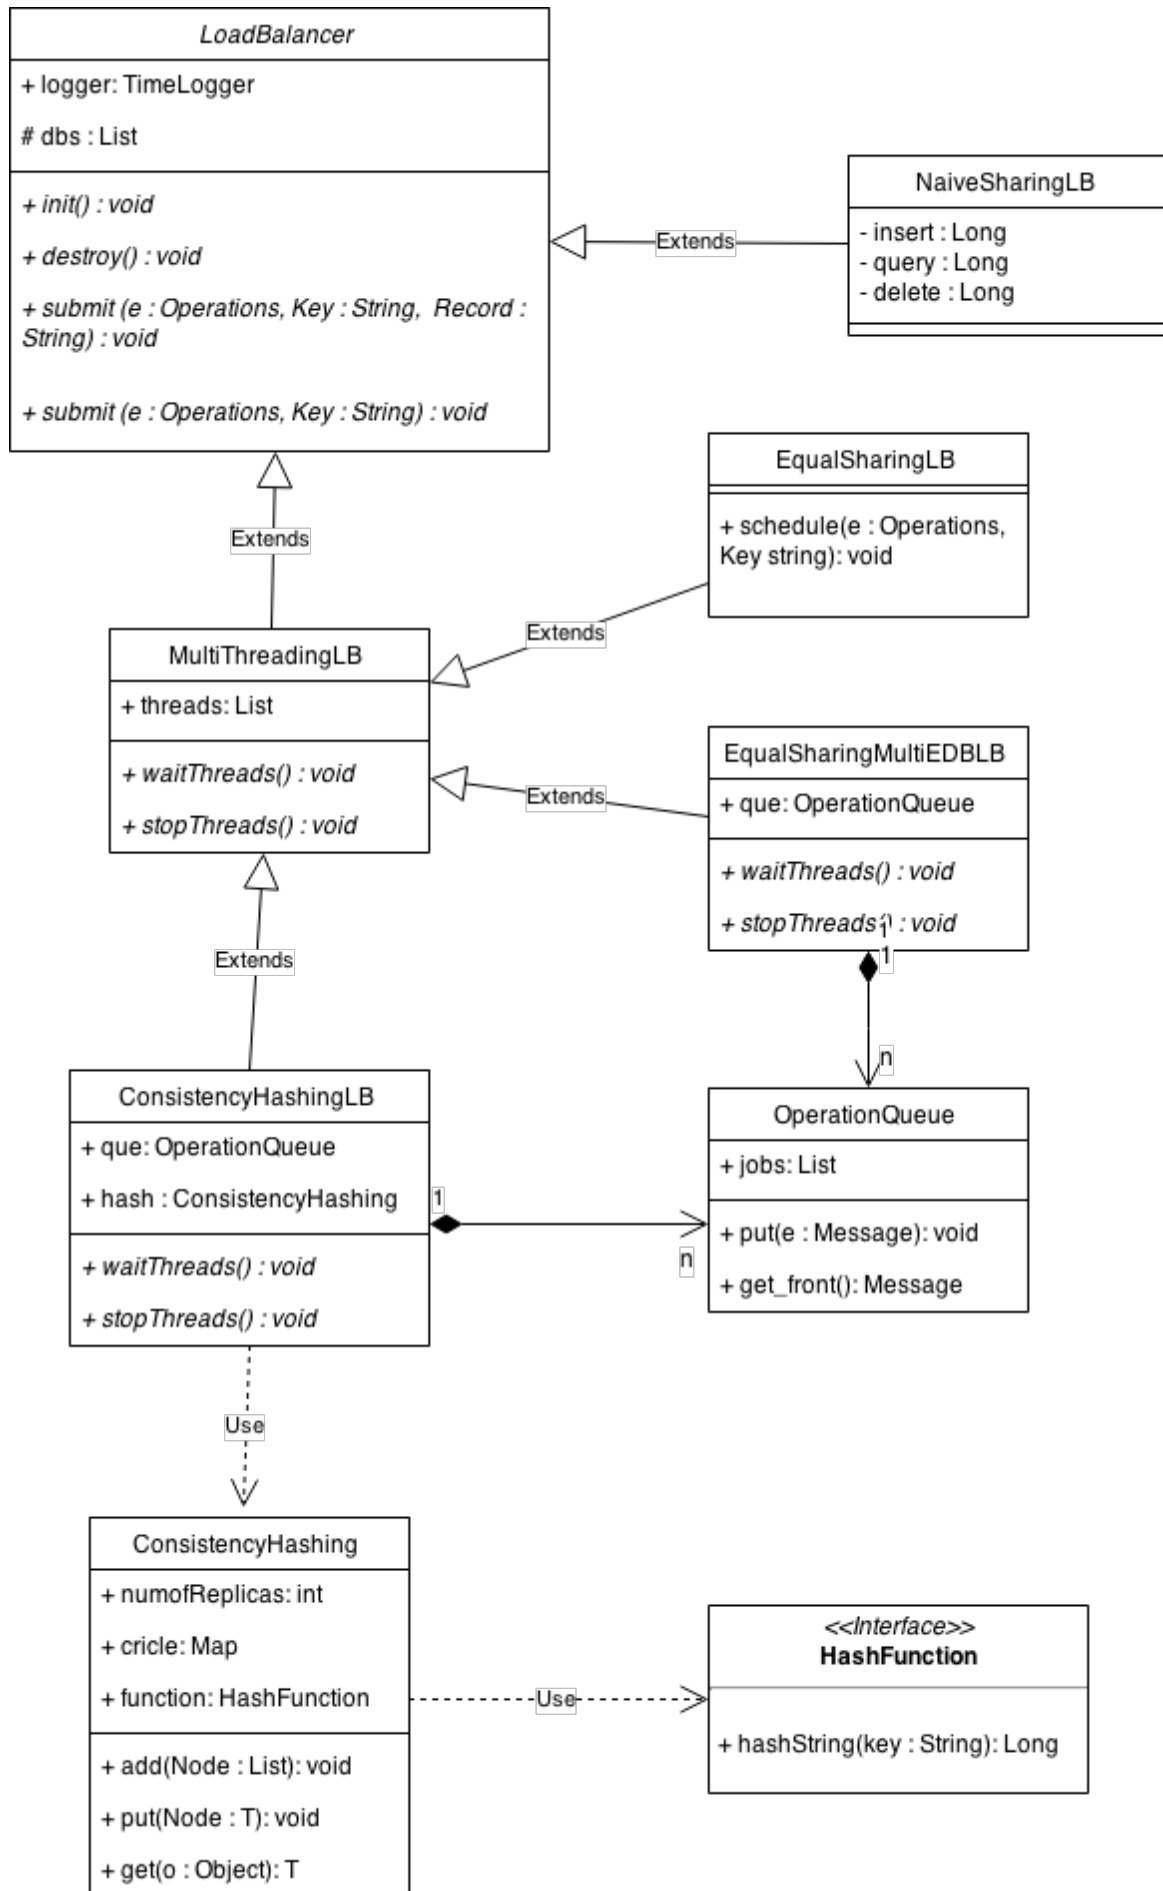 LoadBalancer
+ logger: TimeLogger
# dbs : List
+ init() : void
+ destroy() : void
+ submit (e : Operations, Key : String,  Record :
String) : void
+ submit (e : Operations, Key : String) : void
Extends
NaiveSharingLB
- insert : Long
- query : Long
- delete : Long
Extends
EqualSharingLB
+ schedule(e : Operations,
Key string): void
Extends
MultiThreadingLB
+ threads: List
+ waitThreads() : void
+ stopThreads() : void
Extends
EqualSharingMultiEDBLB
+ que: OperationQueue
+ waitThreads() : void
+ stopThreads() : void
1
1
n
Extends
ConsistencyHashingLB
+ que: OperationQueue
+ hash : ConsistencyHashing
+ waitThreads() : void
+ stopThreads() : void
1
n
OperationQueue
+ jobs: List
+ put(e : Message): void
+ get_front(): Message
Use
ConsistencyHashing
+ numofReplicas: int
+ cricle: Map
+ function: HashFunction
+ add(Node : List): void
+ put(Node : T): void
+ get(o : Object): T
Use
<<Interface>>
HashFunction
+ hashString(key : String): Long